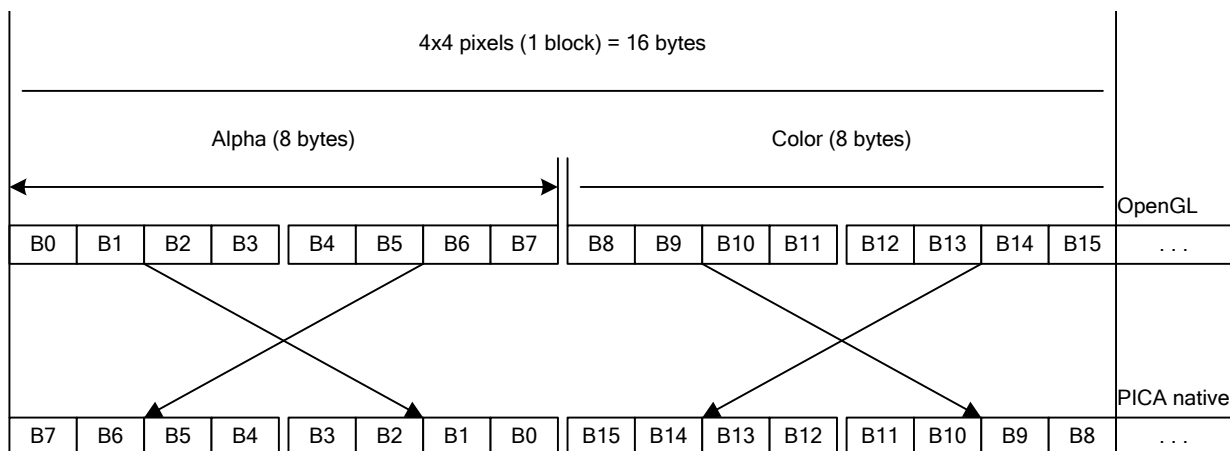 4x4 pixels (1 block) = 16 bytes
Alpha (8 bytes) Color (8 bytes)
OpenGL
B0 B1 B2 B3 B4 B5 B6 B7 B8 B9 B10 B11 B12 B13 B14 B15 . . .
PICA native
B7 B6 B5 B4 B3 B2 B1 B0 B15 B14 B13 B12 B11 B10 B9 B8 . . .